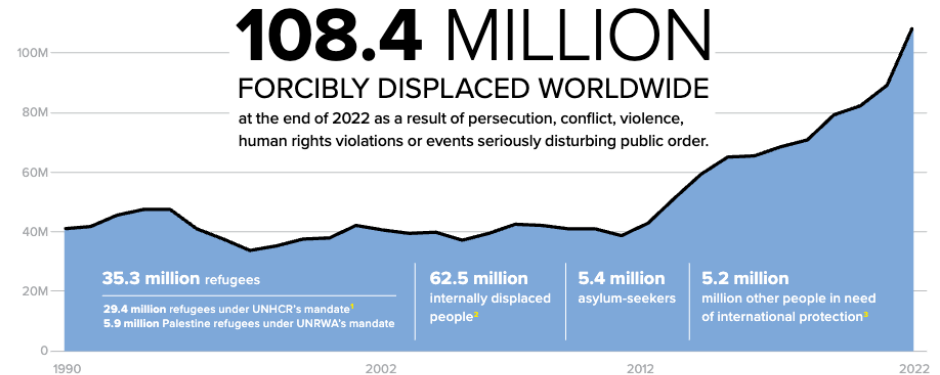 108.4 MILLION
FORCIBLY DISPLACED WORLDWIDE
at the end of 2022 as a result of persecution, conflict, violence,
human rights violations or events seriously disturbing public order.
100M
80M
60M
40M
20M
0
35.3 million refugees
29.4 million refugees under UNHCR's mandate¹
5.9 million Palestine refugees under UNRWA's mandate
62.5 million
internally displaced
people²
5.4 million
asylum-seekers
5.2 million
million other people in need
of international protection³
1990
2002
2012
2022